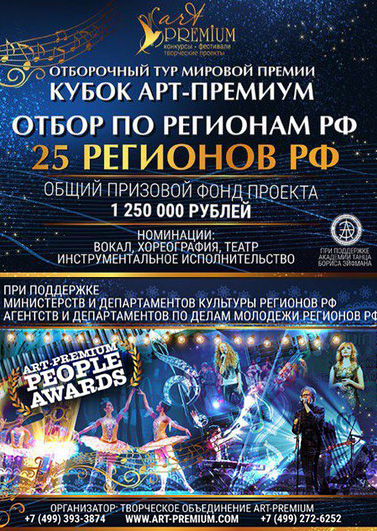 art
PREMIUM
конкурсы · фестивали
творческие проекты
ОТБОРОЧНЫЙ ТУР МИРОВОЙ ПРЕМИИ
КУБОК АРТ-ПРЕМИУМ
ОТБОР ПО РЕГИОНАМ РФ
25 РЕГИОНОВ РФ
ОБЩИЙ ПРИЗОВОЙ ФОНД ПРОЕКТА
1 250 000 РУБЛЕЙ
НОМИНАЦИИ:
ВОКАЛ, ХОРЕОГРАФИЯ, ТЕАТР
ИНСТРУМЕНТАЛЬНОЕ ИСПОЛНИТЕЛЬСТВО
ПРИ ПОДДЕРЖКЕ
АКАДЕМИИ ТАНЦА
БОРИСА ЭЙФМАНА
ПРИ ПОДДЕРЖКЕ
МИНИСТЕРСТВ И ДЕПАРТАМЕНТОВ КУЛЬТУРЫ РЕГИОНОВ РФ
АГЕНТСТВ И ДЕПАРТАМЕНТОВ ПО ДЕЛАМ МОЛОДЕЖИ РЕГИОНОВ РФ
ART-PREMIUM
PEOPLE
AWARDS
ОРГАНИЗАТОР: ТВОРЧЕСКОЕ ОБЪЕДИНЕНИЕ ART-PREMIUM
+7 (499) 393-3874 WWW.ART-PREMIUM.COM +7 (499) 272-6252